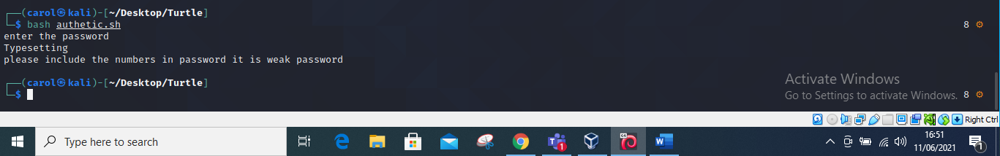 ┌──(carol㉿kali)-[~/Desktop/Turtle]
└─$ bash authetic.sh 8 ⚙
enter the password
Typesetting
please include the numbers in password it is weak password
┌──(carol㉿kali)-[~/Desktop/Turtle]
└─$ 8 ⚙
Activate Windows
Go to Settings to activate Windows.
Right Ctrl
Type here to search
1
64
W
16:51
11/06/2021
1